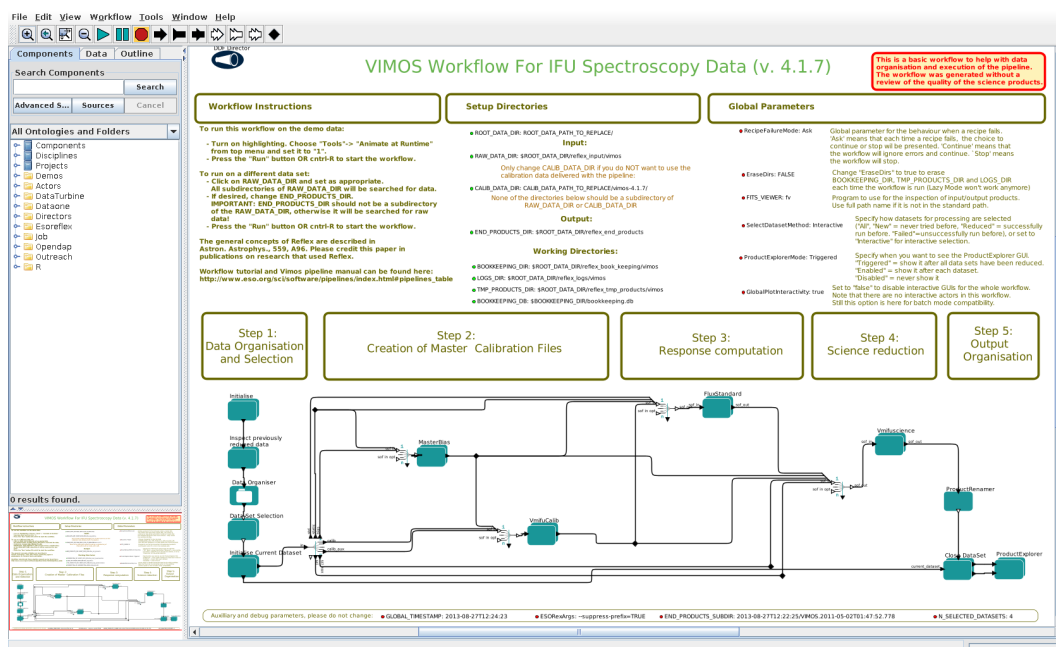 File Edit View Workflow Tools Window Help
Components Data Outline
Search Components
Search
Advanced S... Sources Cancel
All Ontologies and Folders
Components
Disciplines
Projects
Demos
Actors
DataTurbine
Dataone
Directors
Esoreflex
Job
Opendap
Outreach
R
0 results found.
DDF Director
VIMOS Workflow For IFU Spectroscopy Data (v. 4.1.7)
This is a basic workflow to help with data
organisation and execution of the pipeline.
The workflow was generated without a
review of the quality of the science products.
Workflow Instructions
To run this workflow on the demo data:
- Turn on highlighting. Choose "Tools"-> "Animate at Runtime"
from top menu and set it to "1".
- Press the "Run" button OR cntrl-R to start the workflow.
To run on a different data set:
- Click on RAW_DATA_DIR and set as appropriate.
All subdirectories of RAW_DATA_DIR will be searched for data.
- If desired, change END_PRODUCTS_DIR.
IMPORTANT: END_PRODUCTS_DIR should not be a subdirectory
of the RAW_DATA_DIR, otherwise it will be searched for raw
data!
- Press the "Run" button OR cntrl-R to start the workflow.
The general concepts of Reflex are described in
Astron. Astrophys., 559, A96. Please credit this paper in
publications on research that used Reflex.
Workflow tutorial and Vimos pipeline manual can be found here:
http://www.eso.org/sci/software/pipelines/index.html#pipelines_table
Setup Directories
ROOT_DATA_DIR: ROOT_DATA_PATH_TO_REPLACE/
Input:
RAW_DATA_DIR: $ROOT_DATA_DIR/reflex_input/vimos
Only change CALIB_DATA_DIR if you do NOT want to use the
calibration data delivered with the pipeline:
CALIB_DATA_DIR: CALIB_DATA_PATH_TO_REPLACE/vimos-4.1.7/
None of the directories below should be a subdirectory of
RAW_DATA_DIR or CALIB_DATA_DIR
Output:
END_PRODUCTS_DIR: $ROOT_DATA_DIR/reflex_end_products
Working Directories:
BOOKKEEPING_DIR: $ROOT_DATA_DIR/reflex_book_keeping/vimos
LOGS_DIR: $ROOT_DATA_DIR/reflex_logs/vimos
TMP_PRODUCTS_DIR: $ROOT_DATA_DIR/reflex_tmp_products/vimos
BOOKKEEPING_DB: $BOOKKEEPING_DIR/bookkeeping.db
Global Parameters
RecipeFailureMode: Ask
Global parameter for the behaviour when a recipe fails.
'Ask' means that each time a recipe fails, the choice to
continue or stop wil be presented. 'Continue' means that
the workflow will ignore errors and continue. `Stop' means
the workflow will stop.
EraseDirs: FALSE
Change "EraseDirs" to true to erase
BOOKKEEPING_DIR, TMP_PRODUCTS_DIR and LOGS_DIR
each time the workflow is run (Lazy Mode won't work anymore)
FITS_VIEWER: fv
Program to use for the inspection of input/output products.
Use full path name if it is not in the standard path.
SelectDatasetMethod: Interactive
Specify how datasets for processing are selected
("All", "New" = never tried before, "Reduced" = successfully
run before, "Failed"=unsuccessfully run before), or set to
"Interactive" for interactive selection.
ProductExplorerMode: Triggered
Specify when you want to see the ProductExplorer GUI.
"Triggered" = show it after all data sets have been reduced.
"Enabled" = show it after each dataset.
"Disabled" = never show it
GlobalPlotInteractivity: true
Set to "false" to disable interactive GUIs for the whole workflow.
Note that there are no interactive actors in this workflow.
Still this option is here for batch mode compatibility.
Step 1:
Data Organisation
and Selection
Step 2:
Creation of Master Calibration Files
Step 3:
Response computation
Step 4:
Science reduction
Step 5:
Output
Organisation
Initialise
Inspect previously
reduced data
Data Organiser
DataSet Selection
Initialise Current Dataset
MasterBias
VmifuCalib
FluxStandard
Vmifuscience
ProductRenamer
Close DataSet
ProductExplorer
current_dataset
sof in opt
sof in opt
sof in opt
sof in opt
sof_in
sof_out
sof_in
sof_out
Auxiliary and debug parameters, please do not change:
GLOBAL_TIMESTAMP: 2013-08-27T12:24:23
ESORexArgs: --suppress-prefix=TRUE
END_PRODUCTS_SUBDIR: 2013-08-27T12:22:25/VIMOS.2011-05-02T01:47:52.778
N_SELECTED_DATASETS: 4